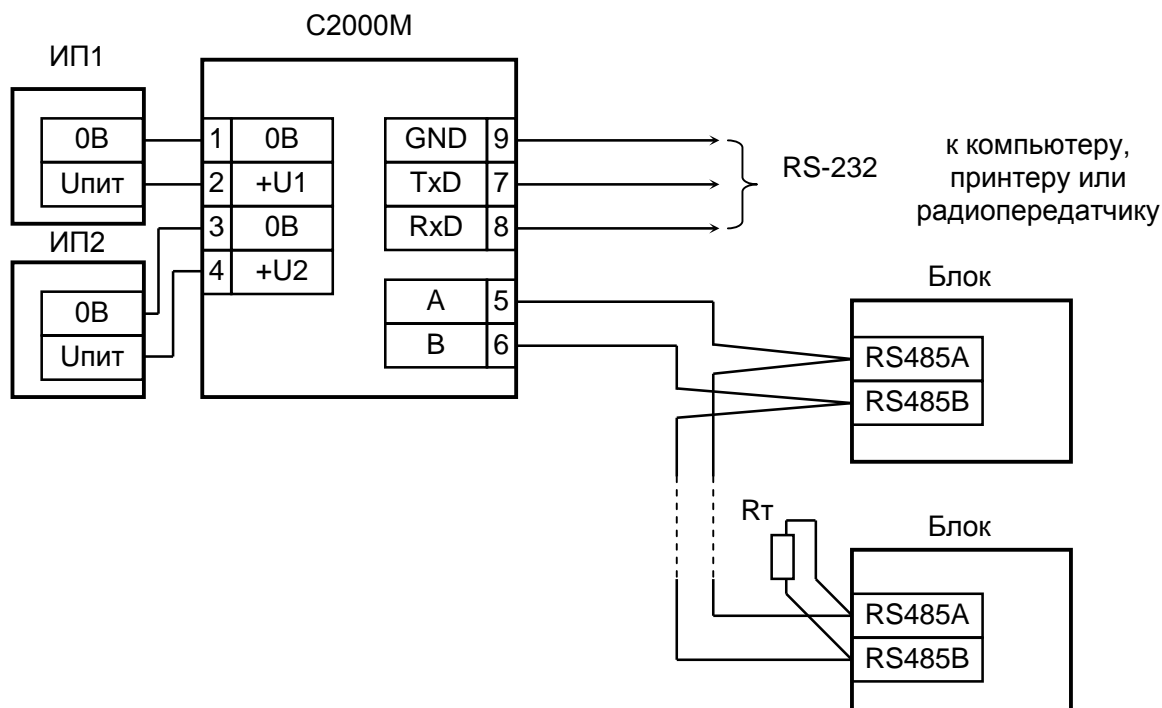 С2000М
ИП1
0В
Uпит
ИП2
0В
Uпит
1 0В
2 +U1
3 0В
4 +U2
GND 9
TxD 7
RxD 8
A 5
B 6
RS-232
к компьютеру,
принтеру или
радиопередатчику
Блок
RS485A
RS485B
Rт
Блок
RS485A
RS485B